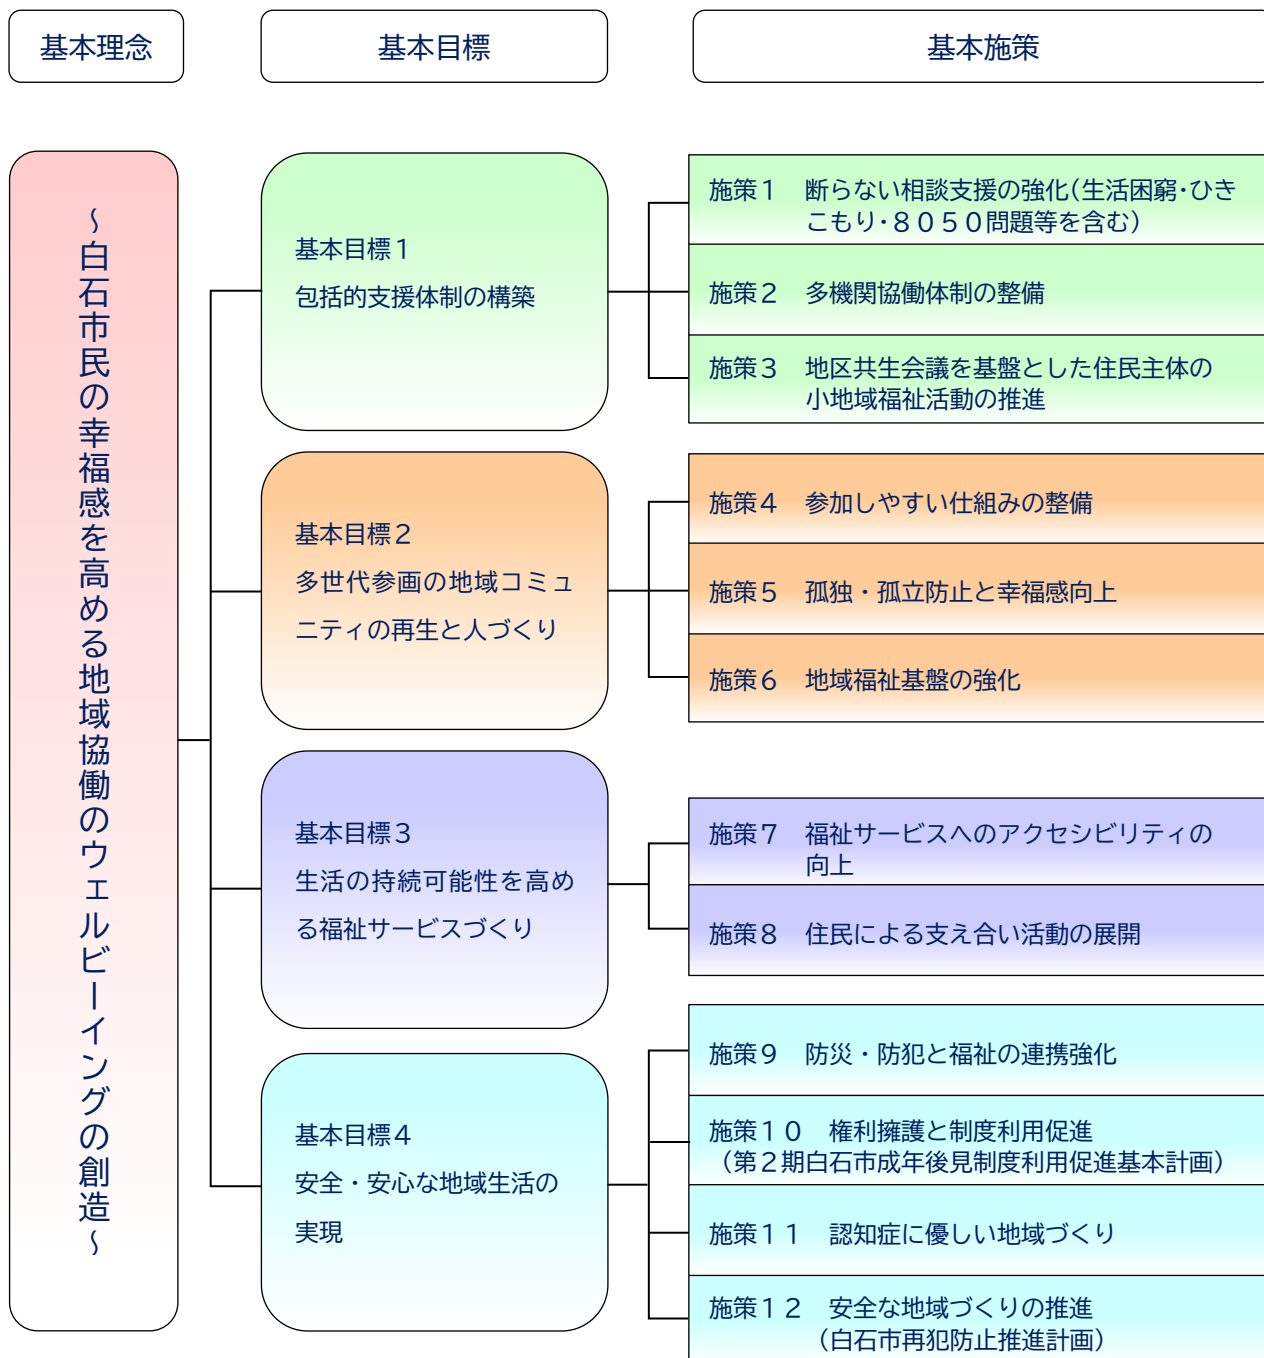 基本理念
基本目標
基本施策
～白石市民の幸福感を高める地域協働のウェルビーイングの創造～
基本目標１
包括的支援体制の構築
施策１　断らない相談支援の強化（生活困窮・ひき
こもり・８０５０問題等を含む）
施策２　多機関協働体制の整備
施策３　地区共生会議を基盤とした住民主体の
小地域福祉活動の推進
基本目標２
多世代参画の地域コミュ
ニティの再生と人づくり
施策４　参加しやすい仕組みの整備
施策５　孤独・孤立防止と幸福感向上
施策６　地域福祉基盤の強化
基本目標３
生活の持続可能性を高め
る福祉サービスづくり
施策７　福祉サービスへのアクセシビリティの
向上
施策８　住民による支え合い活動の展開
基本目標４
安全・安心な地域生活の
実現
施策９　防災・防犯と福祉の連携強化
施策１０　権利擁護と制度利用促進
（第２期白石市成年後見制度利用促進基本計画）
施策１１　認知症に優しい地域づくり
施策１２　安全な地域づくりの推進
（白石市再犯防止推進計画）